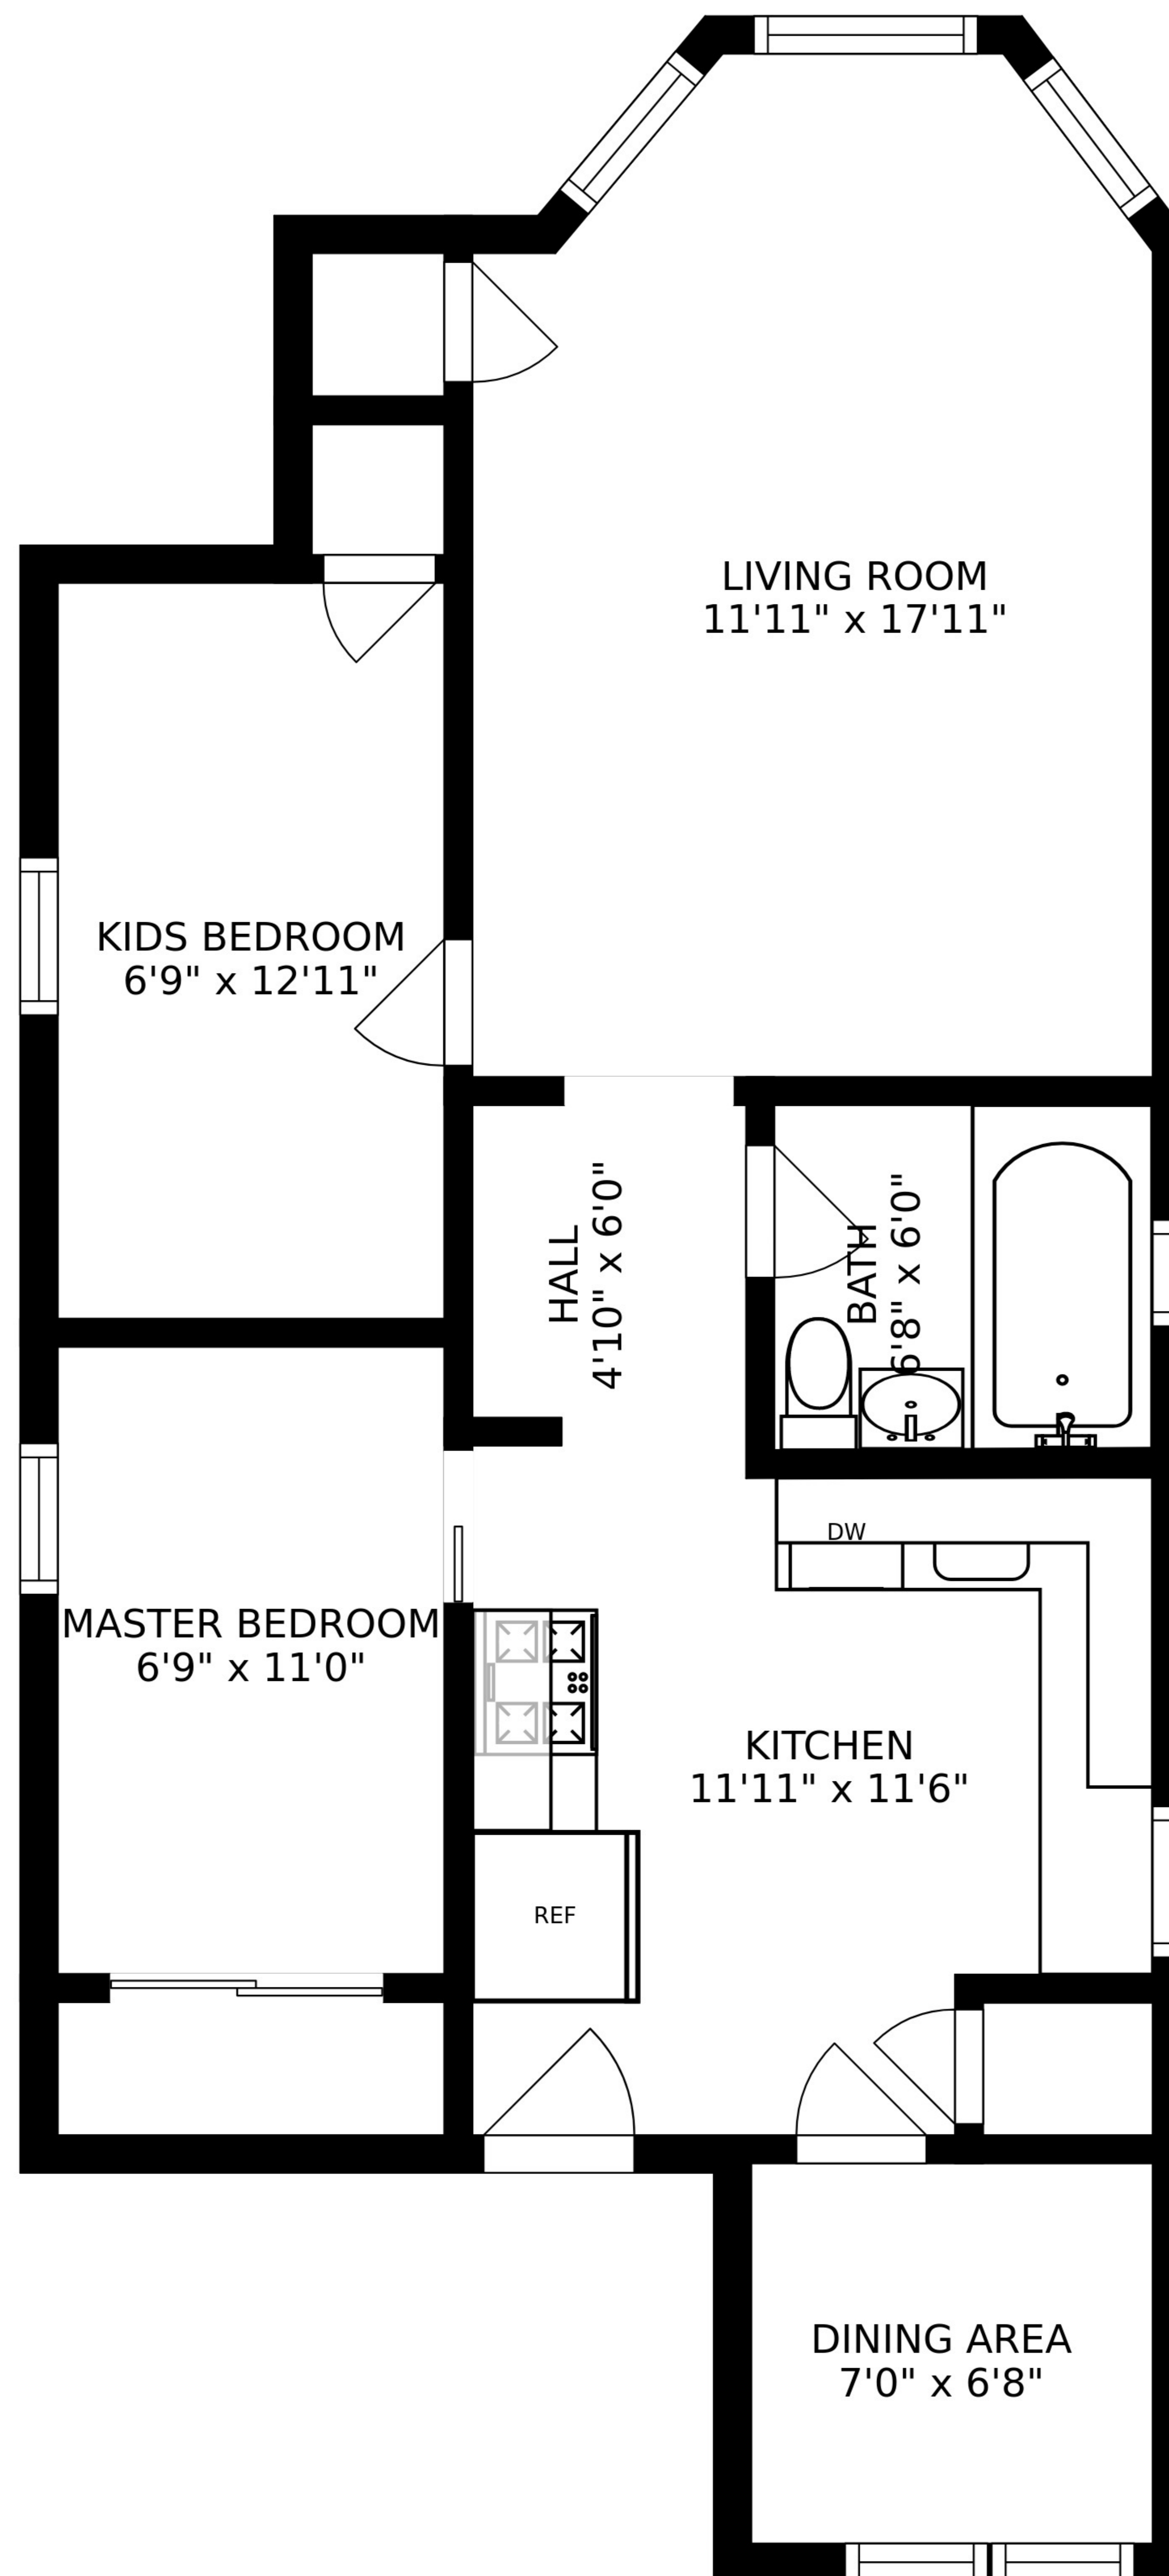 LIVING ROOM
11'11" x 17'11"
KIDS BEDROOM
6'9" x 12'11"
HALL
4'10" x 6'0"
BATH
6'8" x 6'0"
DW
MASTER BEDROOM
6'9" x 11'0"
KITCHEN
11'11" x 11'6"
REF
DINING AREA
7'0" x 6'8"